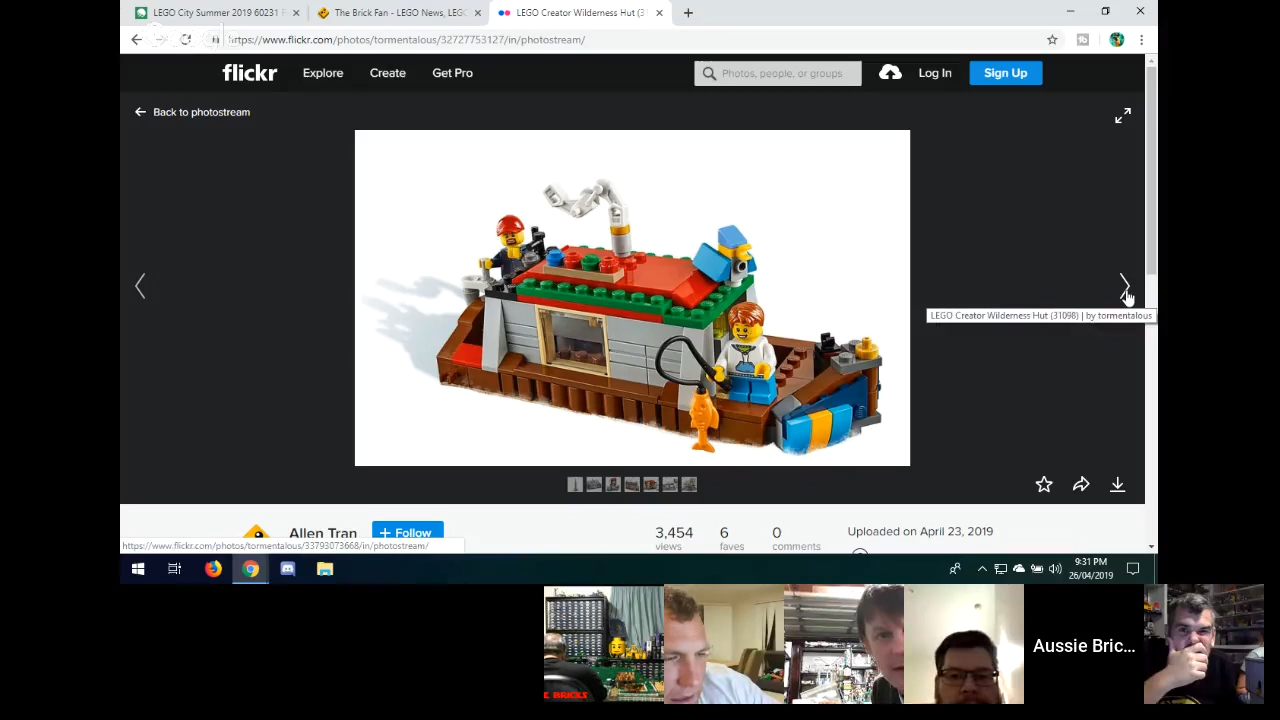 LEGO City Summer 2019 60231 F
The Brick Fan - LEGO News, LEGO
LEGO Creator Wilderness Hut (31
https://www.flickr.com/photos/tormentalous/32727753127/in/photostream/
flickr
Explore
Create
Get Pro
Photos, people, or groups
Log In
Sign Up
Back to photostream
LEGO Creator Wilderness Hut (31098) | by tormentalous
Allen Tran
+ Follow
3,454
views
6
faves
0
comments
Uploaded on April 23, 2019
https://www.flickr.com/photos/tormentalous/33793073668/in/photostream/
9:31 PM
26/04/2019
E BRICKS
Aussie Bric...